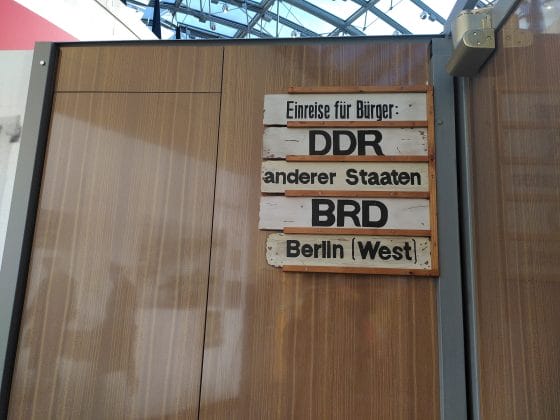 Einreise für Bürger:
DDR
anderer Staaten
BRD
Berlin (West)